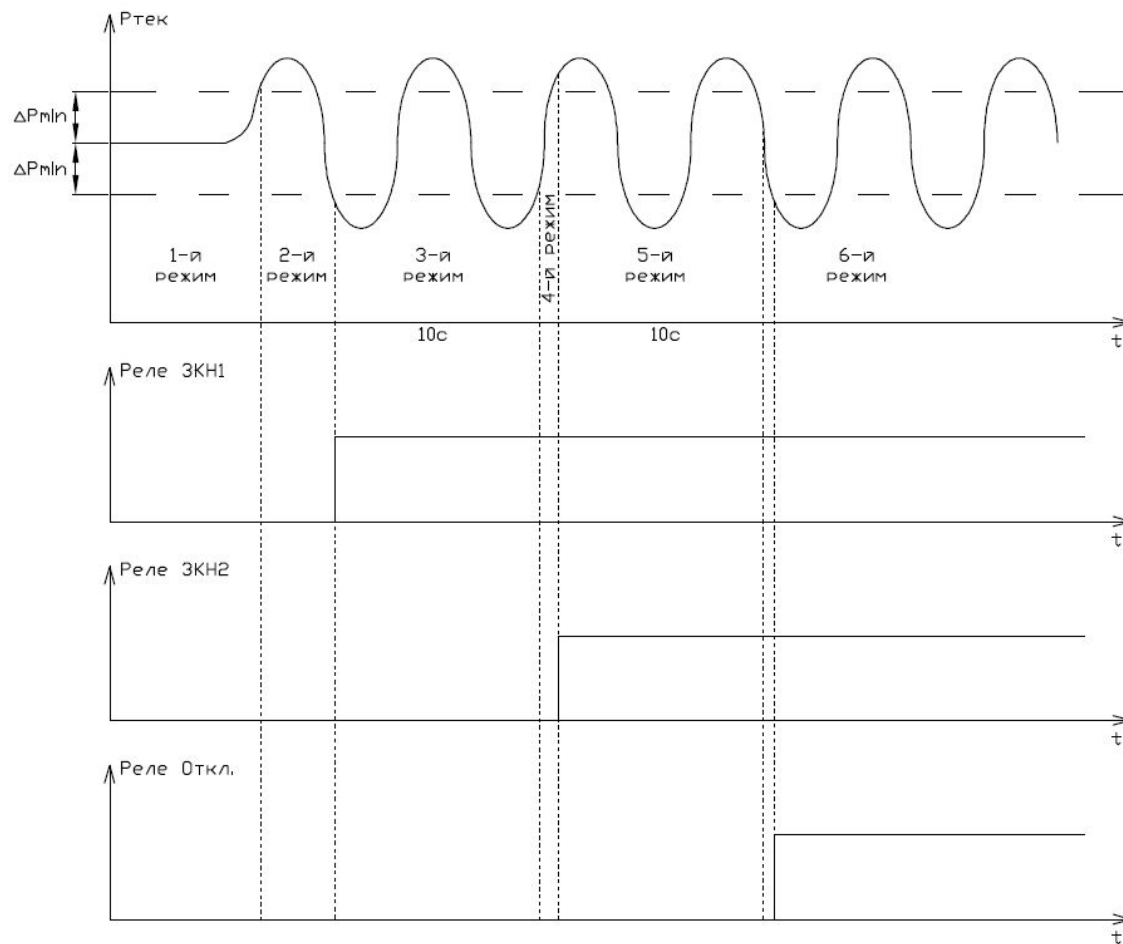 Pтек
ΔPmin
ΔPmin
1-й
режим
2-й
режим
3-й
режим
4-й режим
5-й
режим
6-й
режим
10с
10с
t
Реле ЗКН1
t
Реле ЗКН2
t
Реле Откл.
t